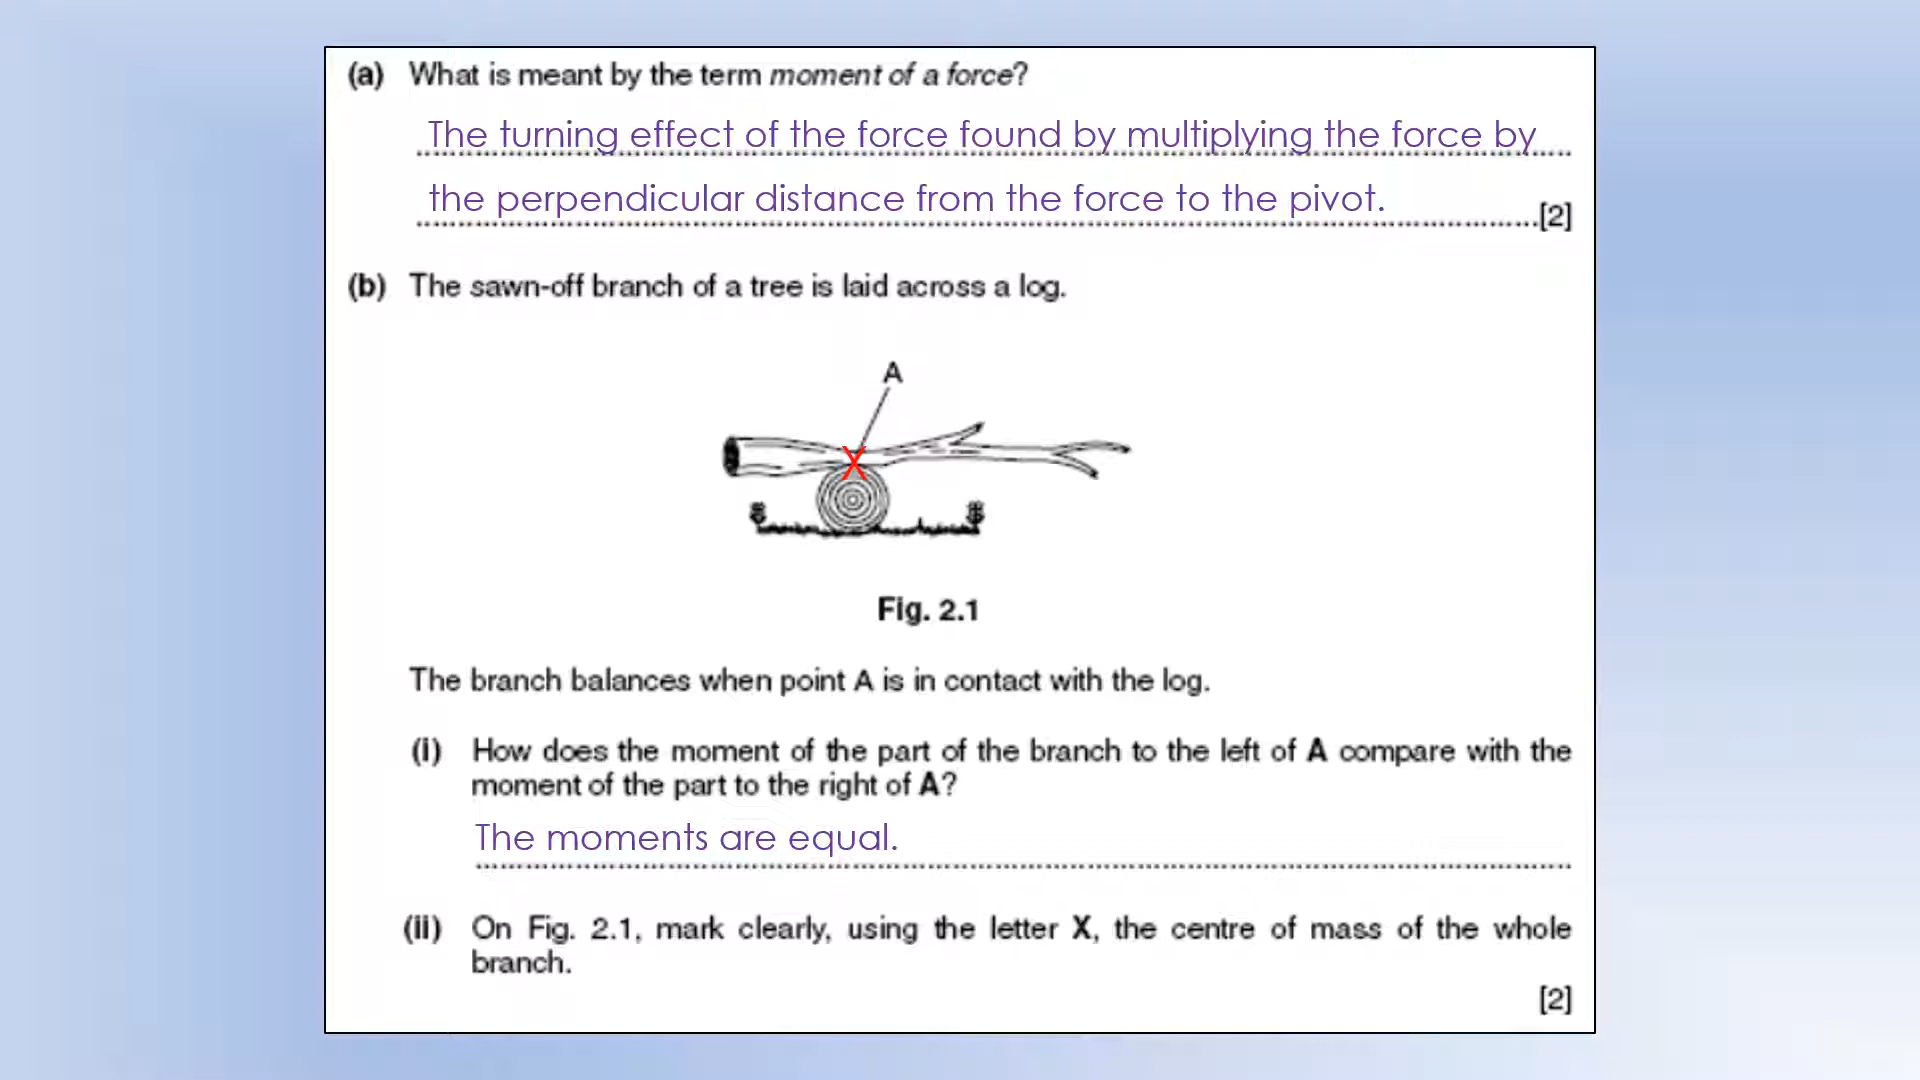 (a) What is meant by the term moment of a force?
The turning effect of the force found by multiplying the force by
the perpendicular distance from the force to the pivot.
[2]
(b) The sawn-off branch of a tree is laid across a log.
A
X
Fig. 2.1
The branch balances when point A is in contact with the log.
(i) How does the moment of the part of the branch to the left of A compare with the
moment of the part to the right of A?
The moments are equal.
(ii) On Fig. 2.1, mark clearly, using the letter X, the centre of mass of the whole
branch.
[2]